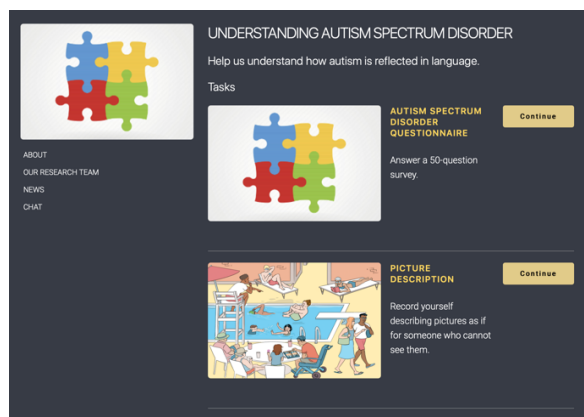 UNDERSTANDING AUTISM SPECTRUM DISORDER
Help us understand how autism is reflected in language.
Tasks
ABOUT
OUR RESEARCH TEAM
NEWS
CHAT
AUTISM SPECTRUM
DISORDER
QUESTIONNAIRE
Answer a 50-question
survey.
Continue
PICTURE
DESCRIPTION
Record yourself
describing pictures as if
for someone who cannot
see them.
Continue